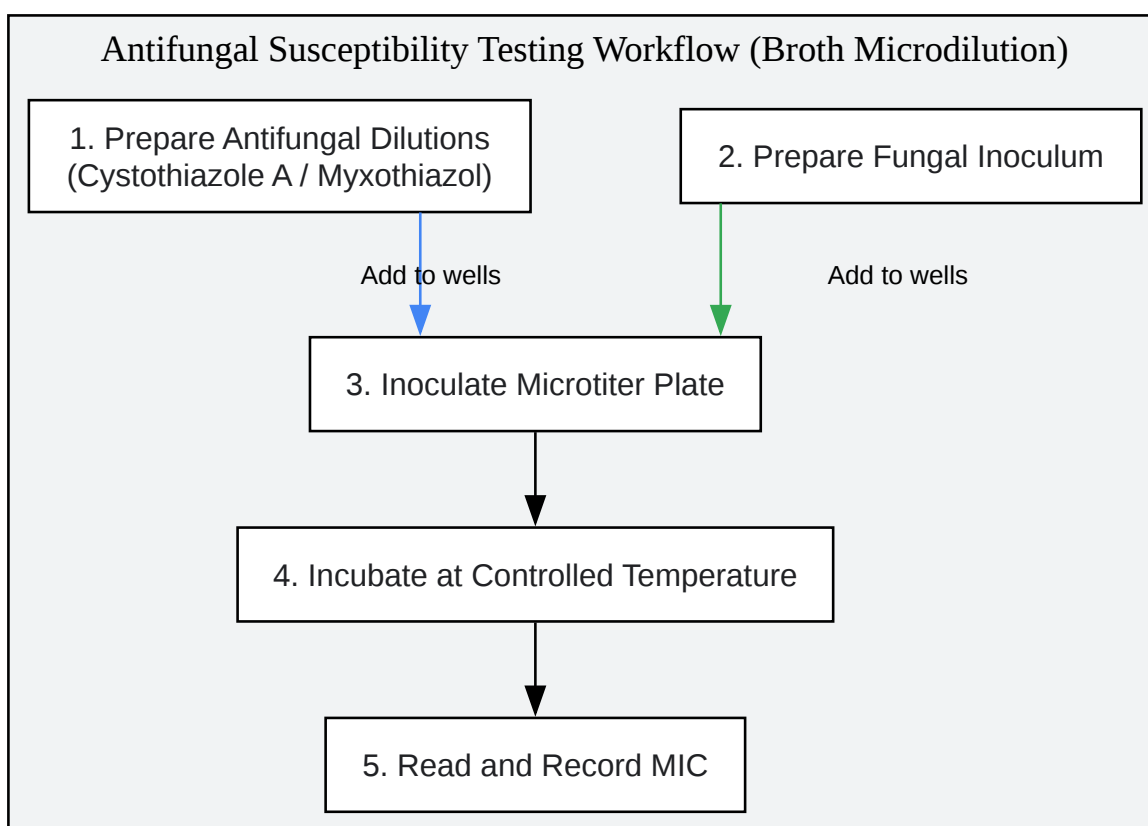 Antifungal Susceptibility Testing Workflow (Broth Microdilution)
1. Prepare Antifungal Dilutions
(Cystothiazole A / Myxothiazol)
2. Prepare Fungal Inoculum
Add to wells
Add to wells
3. Inoculate Microtiter Plate
4. Incubate at Controlled Temperature
5. Read and Record MIC